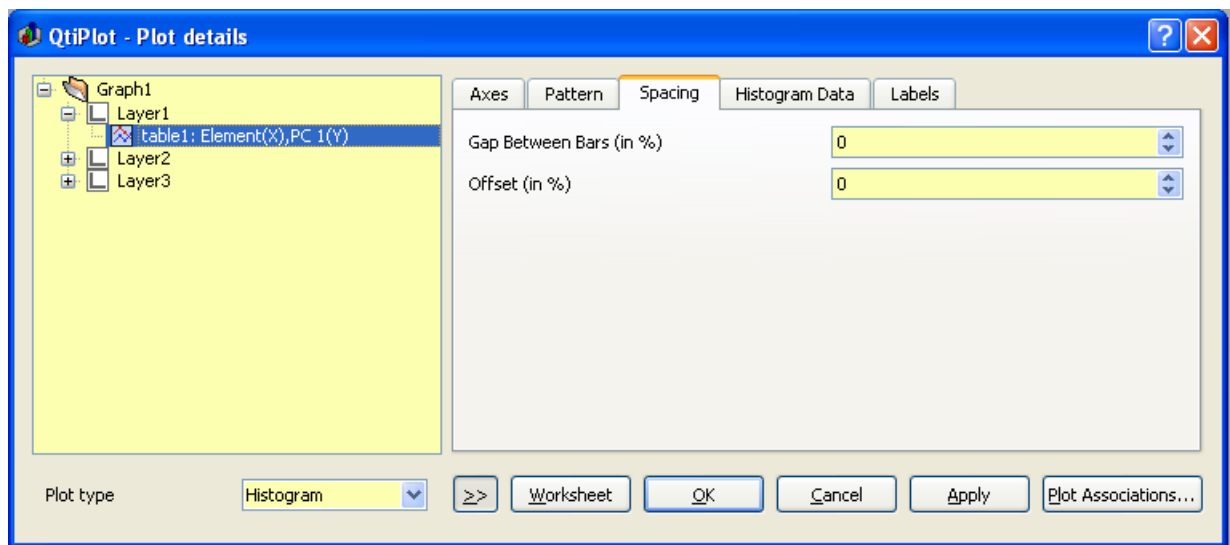 QtiPlot - Plot details
Graph1
Layer1
table1: Element(X),PC 1(Y)
Layer2
Layer3
Axes Pattern Spacing Histogram Data Labels
Gap Between Bars (in %) 0
Offset (in %) 0
Plot type Histogram >> Worksheet OK Cancel Apply Plot Associations...